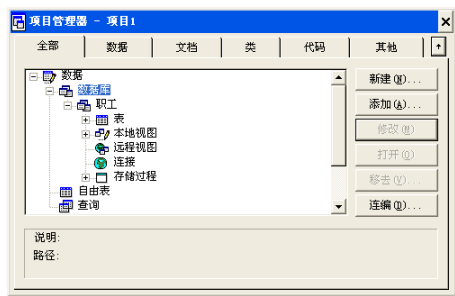 项目管理器 - 项目1
全部 数据 文档 类 代码 其他
数据
数据库
职工
表
本地视图
远程视图
连接
存储过程
自由表
查询
新建(N)...
添加(A)...
修改(M)
打开(O)
移去(V)...
连编(D)...
说明:
路径: